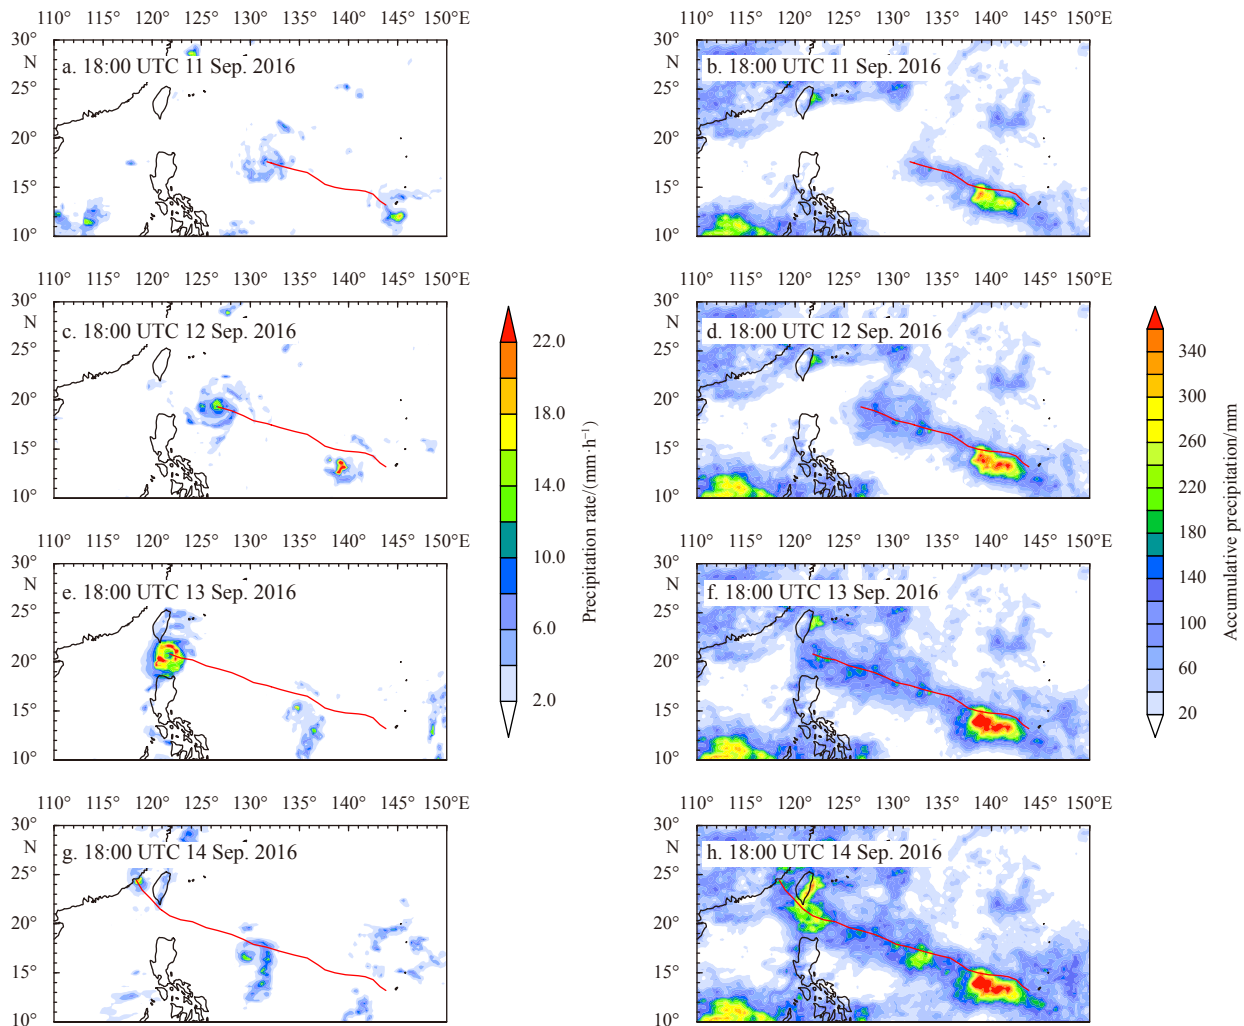 110° 115° 120° 125° 130° 135° 140° 145° 150°E
110° 115° 120° 125° 130° 135° 140° 145° 150°E
30°
N
25°
20°
15°
10°
a. 18:00 UTC 11 Sep. 2016
30°
N
25°
20°
15°
10°
b. 18:00 UTC 11 Sep. 2016
110° 115° 120° 125° 130° 135° 140° 145° 150°E
110° 115° 120° 125° 130° 135° 140° 145° 150°E
30°
N
25°
20°
15°
10°
c. 18:00 UTC 12 Sep. 2016
30°
N
25°
20°
15°
10°
d. 18:00 UTC 12 Sep. 2016
22.0
18.0
14.0
10.0
6.0
2.0
Precipitation rate//(mm·h⁻¹)
340
300
260
220
180
140
100
60
20
Accumulative precipitation/mm
110° 115° 120° 125° 130° 135° 140° 145° 150°E
110° 115° 120° 125° 130° 135° 140° 145° 150°E
30°
N
25°
20°
15°
10°
e. 18:00 UTC 13 Sep. 2016
30°
N
25°
20°
15°
10°
f. 18:00 UTC 13 Sep. 2016
110° 115° 120° 125° 130° 135° 140° 145° 150°E
110° 115° 120° 125° 130° 135° 140° 145° 150°E
30°
N
25°
20°
15°
10°
g. 18:00 UTC 14 Sep. 2016
30°
N
25°
20°
15°
10°
h. 18:00 UTC 14 Sep. 2016